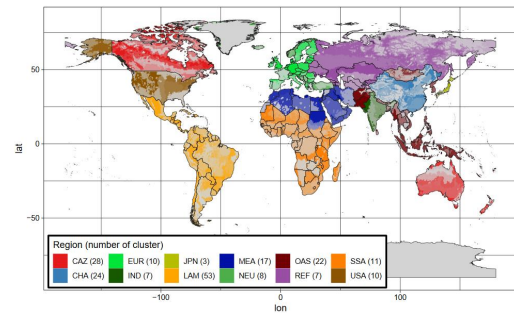 50
0
−50
lat
Region (number of cluster)
CAZ (28) EUR (10) JPN (3) MEA (17) OAS (22) SSA (11)
CHA (24) IND (7) LAM (53) NEU (8) REF (7) USA (10)
−100 0 100
lon